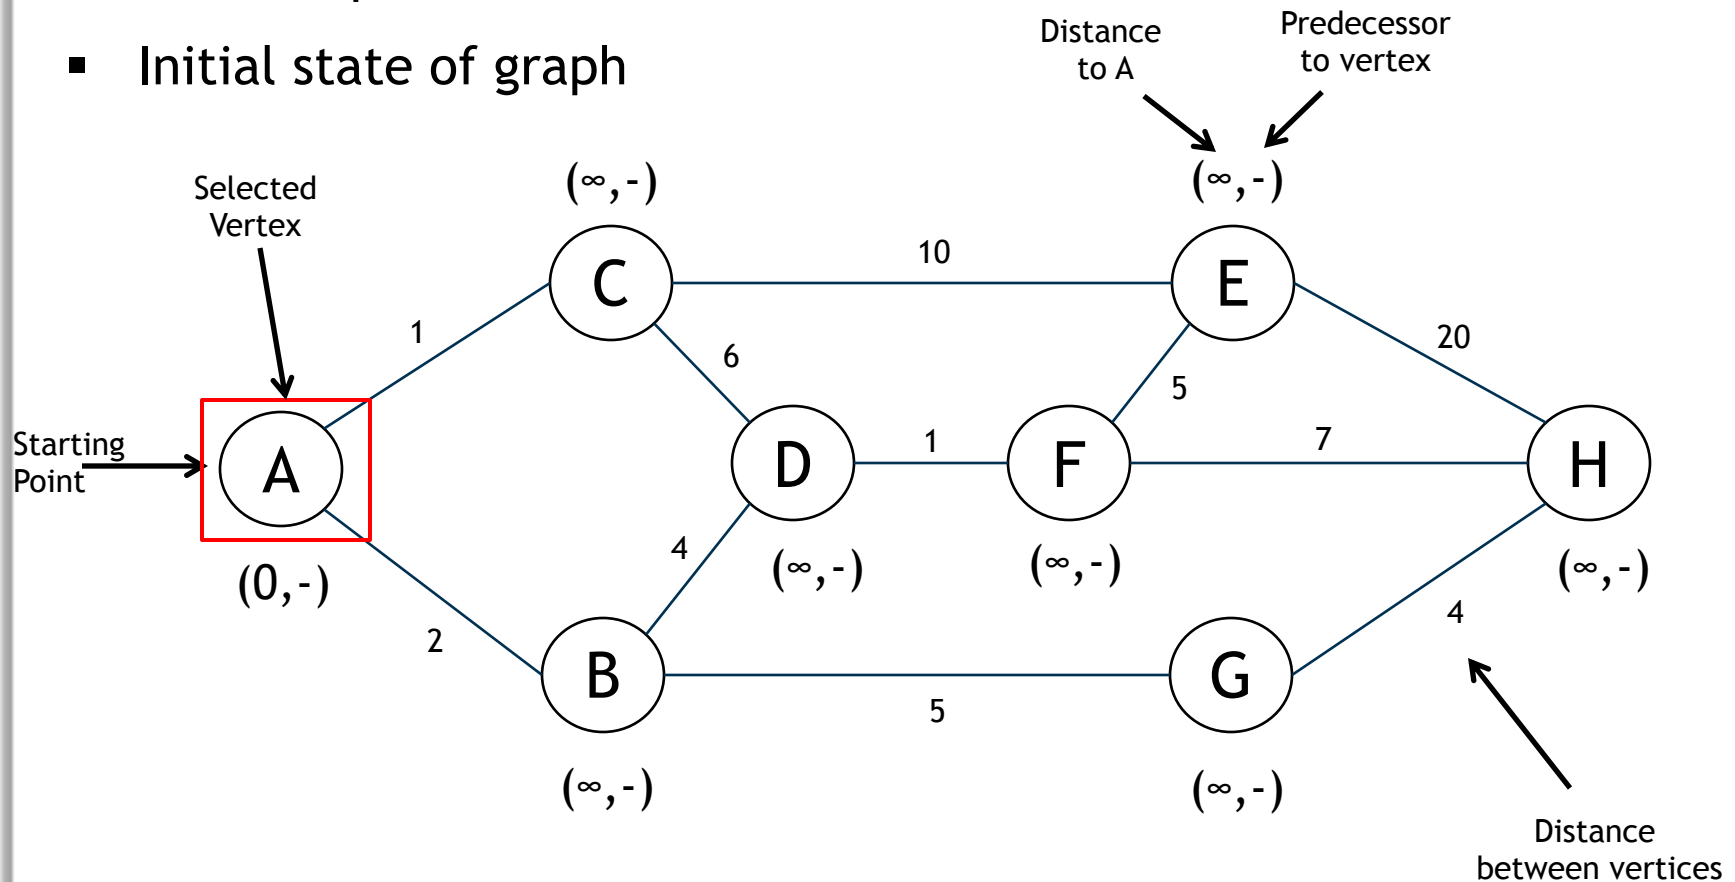 ▪ Initial state of graph
Distance
to A
Predecessor
to vertex
Selected
Vertex
(∞,-)
(∞,-)
C
10
E
1
6
5
20
Starting
Point
A
D
1
F
7
H
(0,-)
2
4
(∞,-)
(∞,-)
(∞,-)
4
B
5
G
(∞,-)
(∞,-)
Distance
between vertices